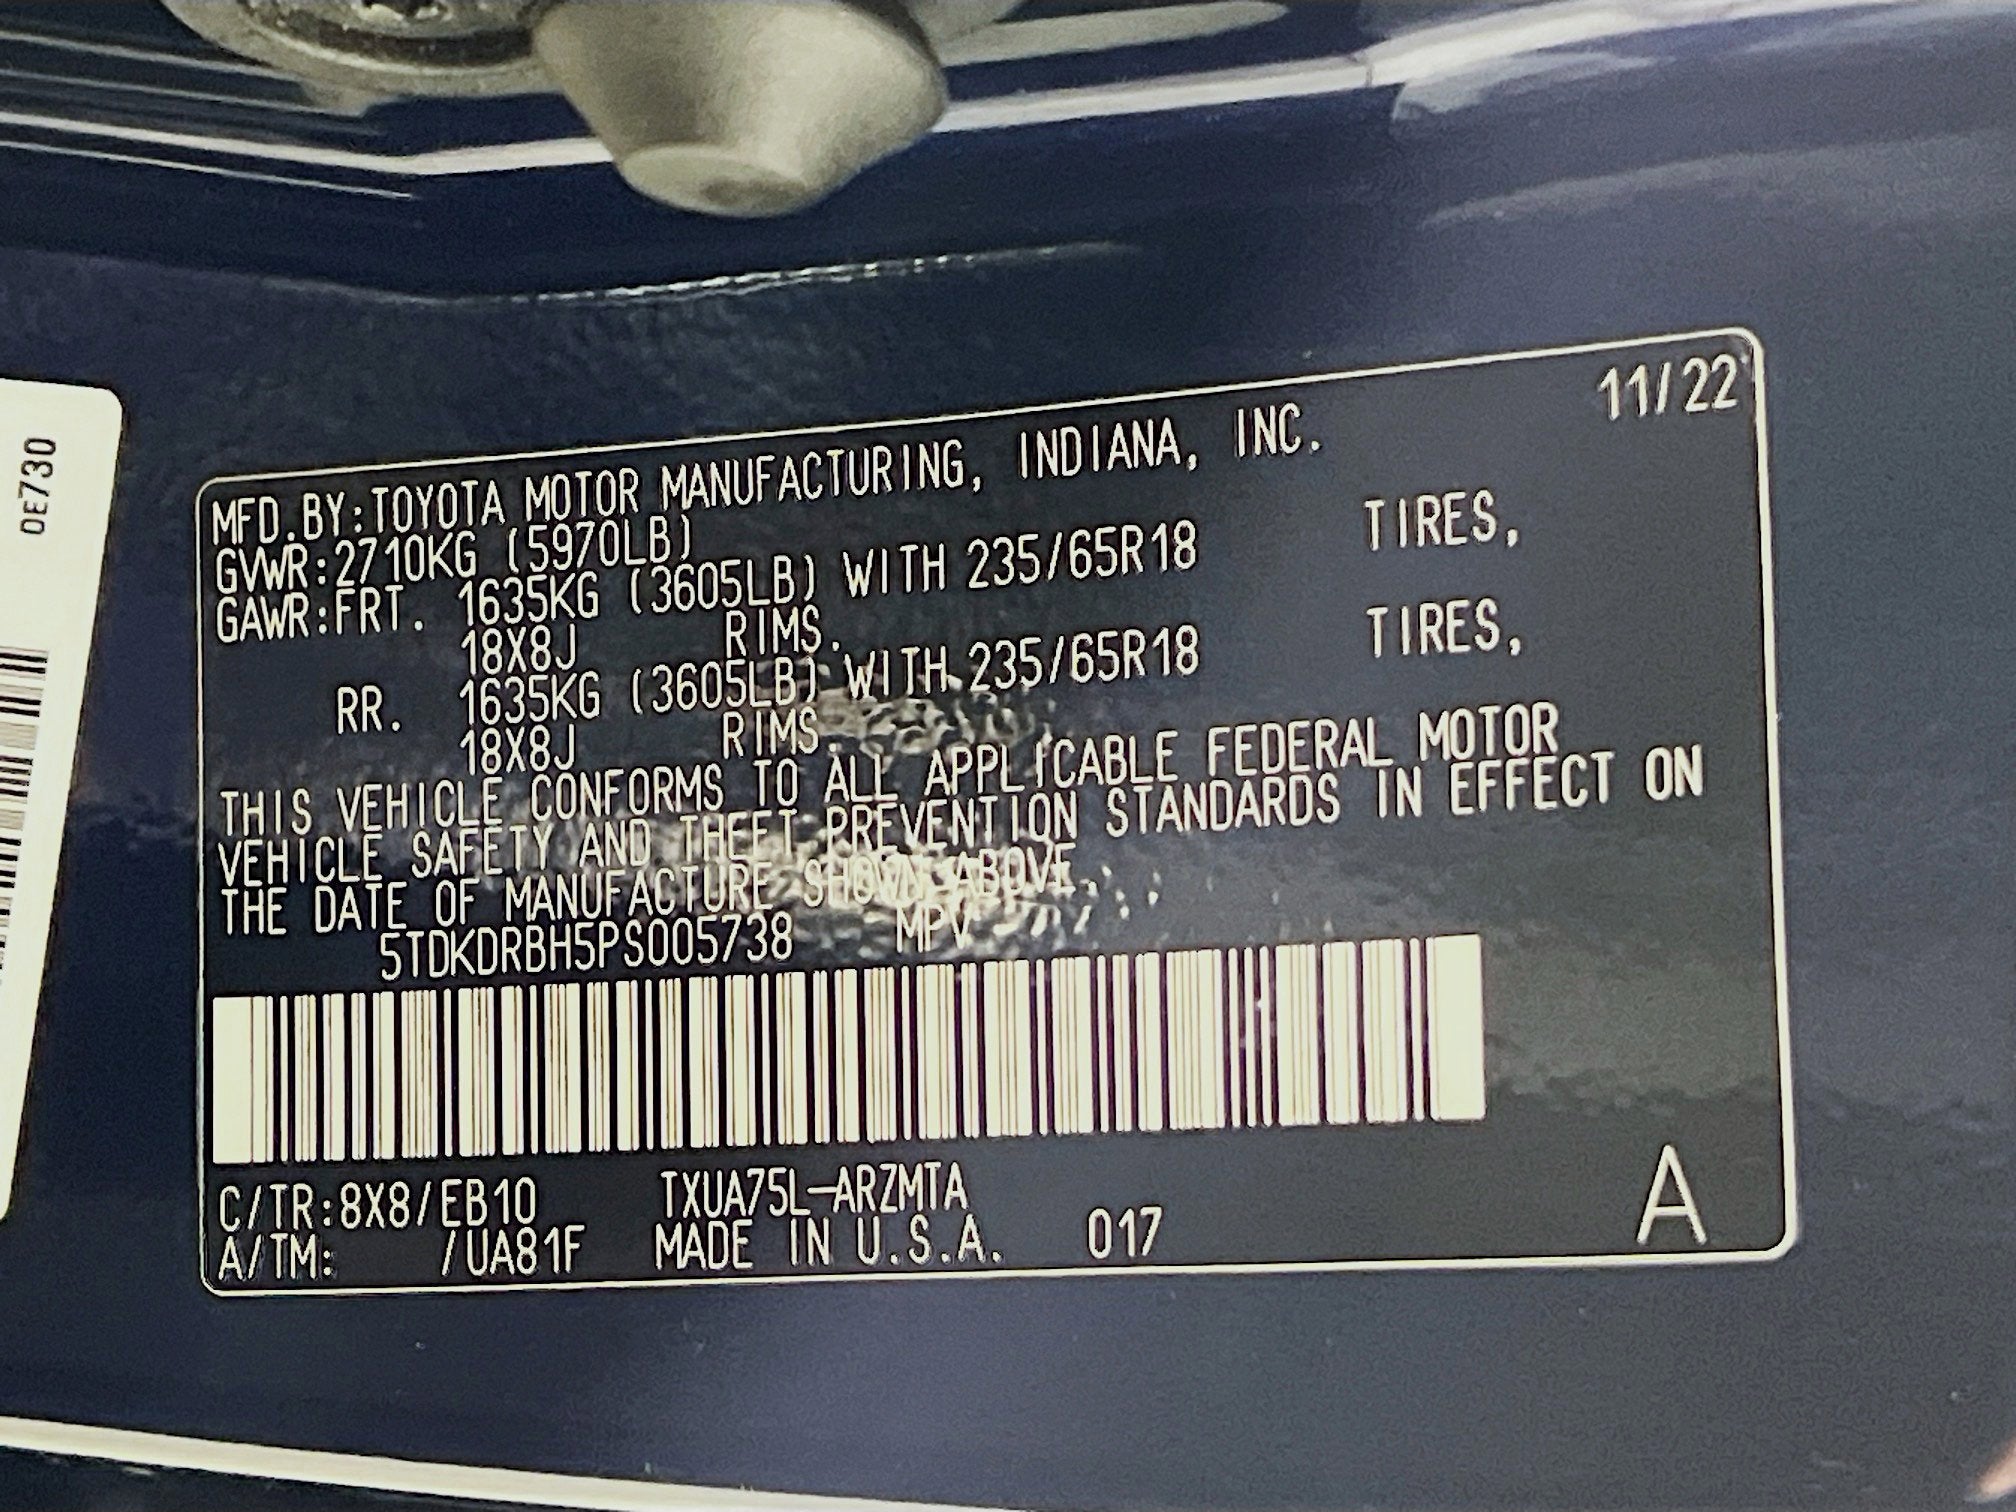 0E730
11/22
MFD.BY:TOYOTA MOTOR MANUFACTURING, INDIANA, INC.
GVWR:2710KG (5970LB)
GAWR:FRT. 1635KG (3605LB) WITH 235/65R18 TIRES,
18X8J RIMS.
RR. 1635KG (3605LB) WITH 235/65R18 TIRES,
18X8J RIMS.
THIS VEHICLE CONFORMS TO ALL APPLICABLE FEDERAL MOTOR
VEHICLE SAFETY AND THEFT PREVENTION STANDARDS IN EFFECT ON
THE DATE OF MANUFACTURE SHOWN ABOVE.
5TDKDRBH5PS005738 MPV
C/TR:8X8/EB10 TXUA75L-ARZMTA
A/TM: /UA81F MADE IN U.S.A. 017
A